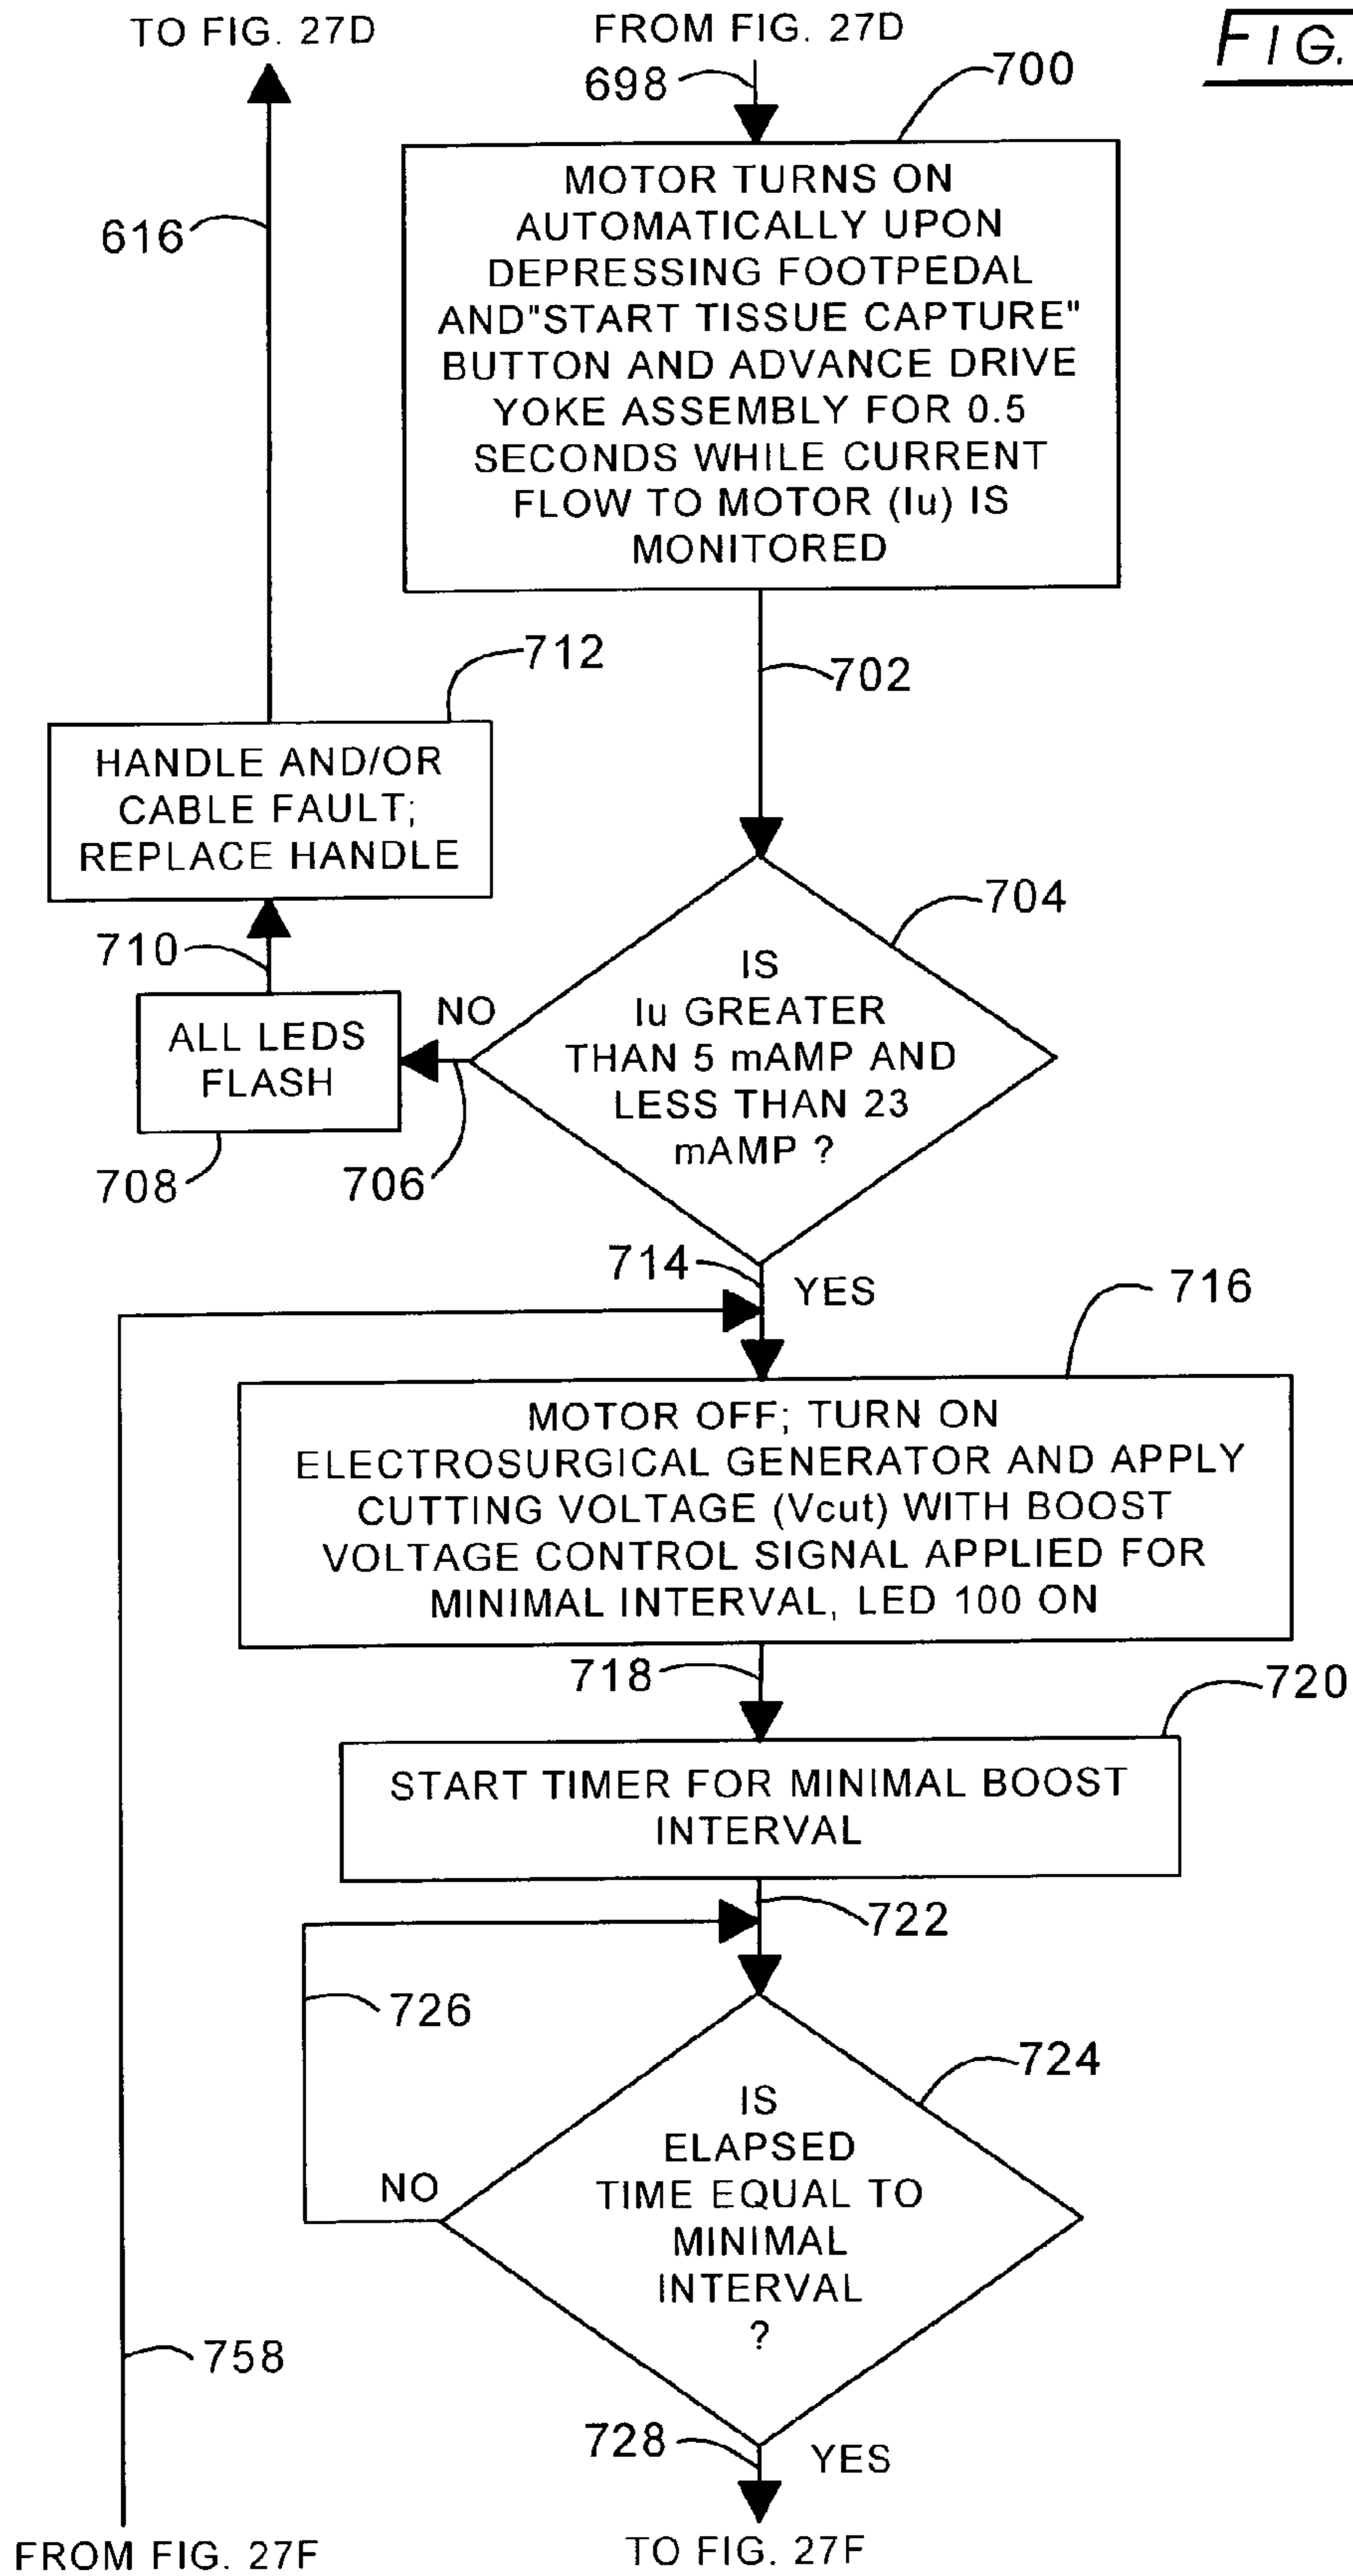 TO FIG. 27D
FROM FIG. 27D
FIG.
698
700
MOTOR TURNS ON
AUTOMATICALLY UPON
DEPRESSING FOOTPEDAL
AND"START TISSUE CAPTURE"
BUTTON AND ADVANCE DRIVE
YOKE ASSEMBLY FOR 0.5
SECONDS WHILE CURRENT
FLOW TO MOTOR (Iu) IS
MONITORED
616
702
712
HANDLE AND/OR
CABLE FAULT;
REPLACE HANDLE
704
710
IS
Iu GREATER
THAN 5 mAMP AND
LESS THAN 23
mAMP ?
NO
ALL LEDS
FLASH
708
706
714
YES
716
MOTOR OFF; TURN ON
ELECTROSURGICAL GENERATOR AND APPLY
CUTTING VOLTAGE (Vcut) WITH BOOST
VOLTAGE CONTROL SIGNAL APPLIED FOR
MINIMAL INTERVAL, LED 100 ON
718
720
START TIMER FOR MINIMAL BOOST
INTERVAL
722
726
724
IS
ELAPSED
TIME EQUAL TO
MINIMAL
INTERVAL
?
NO
758
728
YES
FROM FIG. 27F
TO FIG. 27F